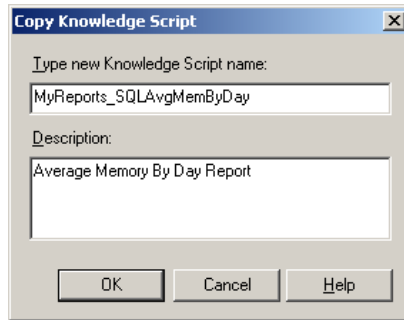 Copy Knowledge Script
Type new Knowledge Script name:
MyReports_SQLAvgMemByDay
Description:
Average Memory By Day Report
OK Cancel Help